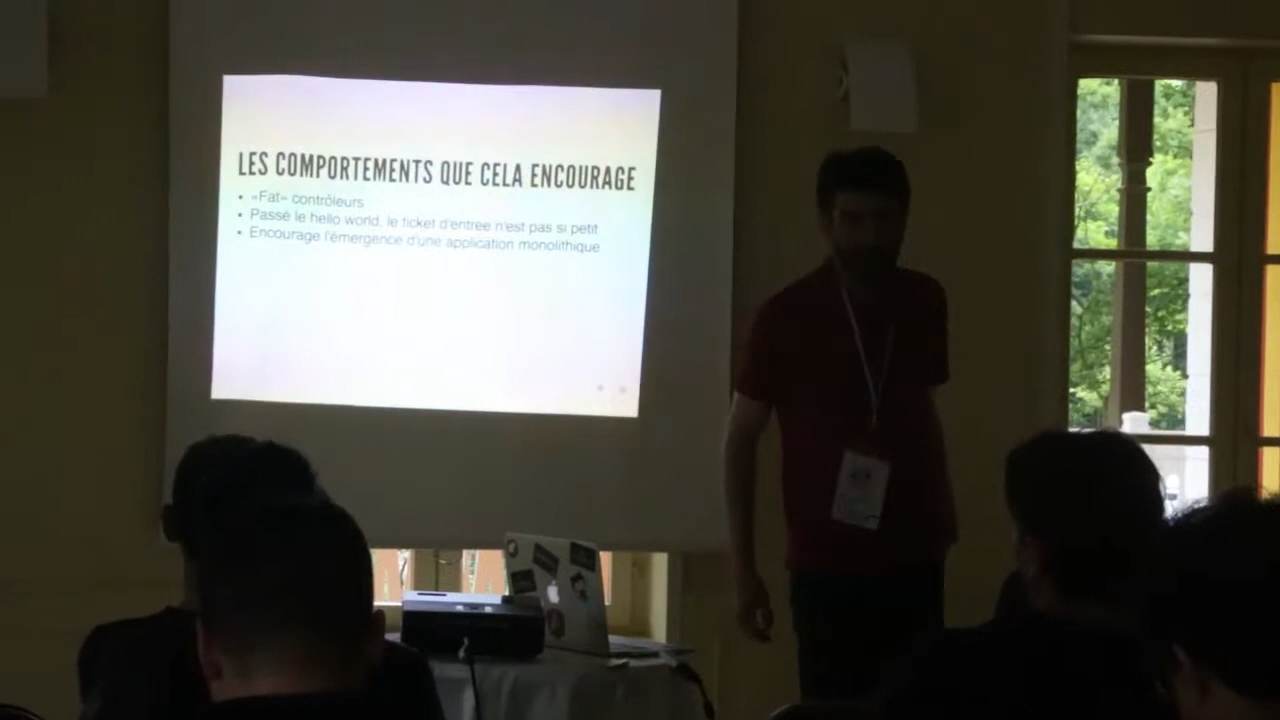 LES COMPORTEMENTS QUE CELA ENCOURAGE
• «Fat» contrôleurs
• Passé le hello world, le ticket d'entree n'est pas si petit
• Encourage l'émergence d'une application monolithique